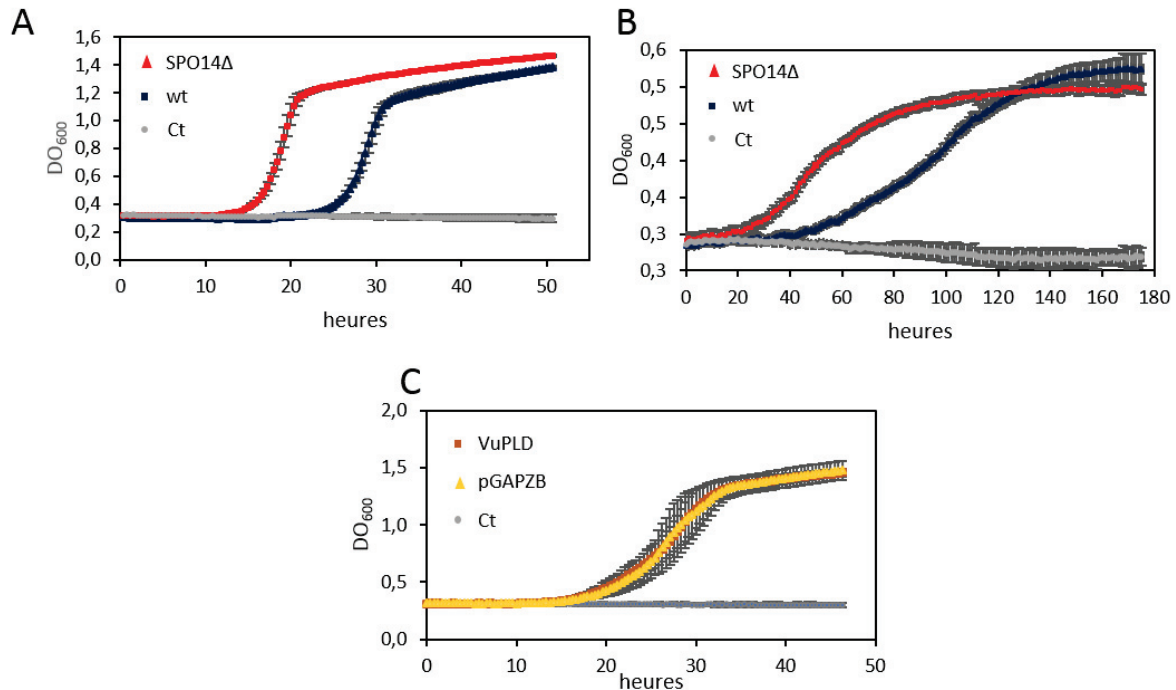 A
DO600
1,6
1,4
1,2
1,0
0,8
0,6
0,4
0,2
0,0
SPO14Δ
wt
Ct
0 10 20 30 40 50
heures
B
DO600
0,6
0,5
0,5
0,4
0,4
0,3
0,3
SPO14Δ
wt
Ct
0 20 40 60 80 100 120 140 160 180
heures
C
DO600
2,0
1,5
1,0
0,5
0,0
VuPLD
pGAPZB
Ct
0 10 20 30 40 50
heures